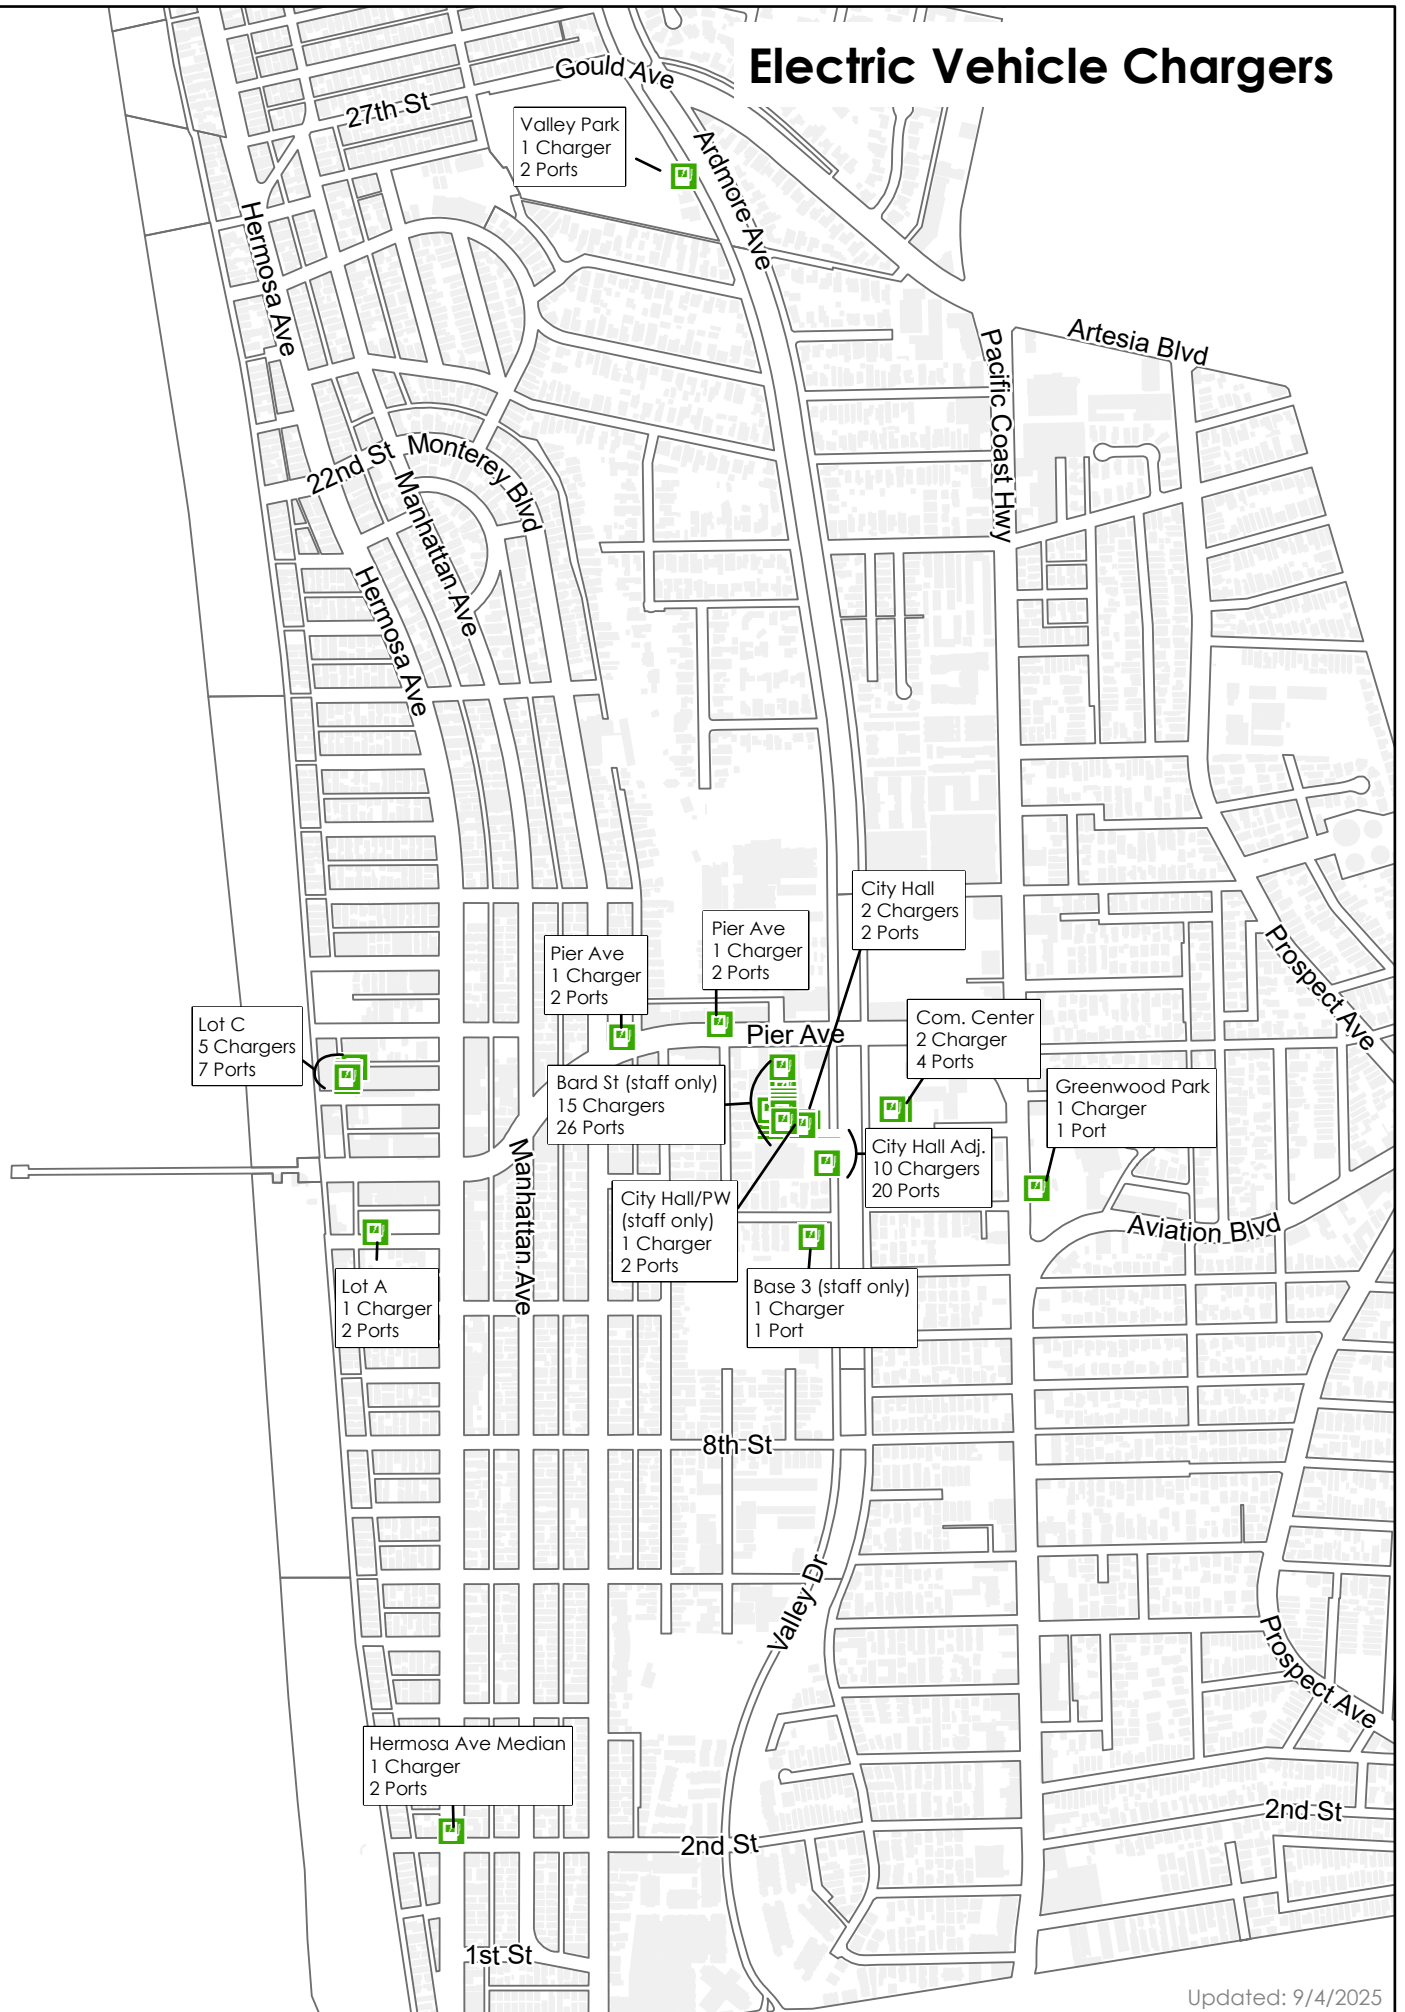 Electric Vehicle Chargers
Gould Ave
27th St
Valley Park
1 Charger
2 Ports
Ardmore Ave
Hermosa Ave
Artesia Blvd
Pacific Coast Hwy
22nd St
Monterey Blvd
Manhattan Ave
Hermosa Ave
City Hall
2 Chargers
2 Ports
Pier Ave
1 Charger
2 Ports
Pier Ave
1 Charger
2 Ports
Prospect Ave
Lot C
5 Chargers
7 Ports
Pier Ave
Com. Center
2 Charger
4 Ports
Bard St (staff only)
15 Chargers
26 Ports
Greenwood Park
1 Charger
1 Port
City Hall Adj.
10 Chargers
20 Ports
Manhattan Ave
City Hall/PW
(staff only)
1 Charger
2 Ports
Aviation Blvd
Lot A
1 Charger
2 Ports
Base 3 (staff only)
1 Charger
1 Port
8th St
Valley Dr
Prospect Ave
Hermosa Ave Median
1 Charger
2 Ports
2nd St
2nd St
1st St
Updated: 9/4/2025